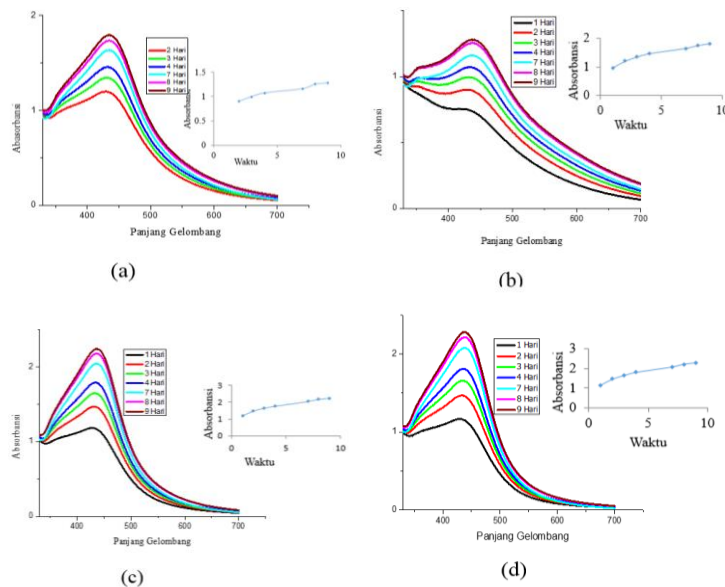 2
1
0
Abasorbansi
400
500
600
700
Panjang Gelombang
2 Hari
3 Hari
4 Hari
7 Hari
8 Hari
9 Hari
1.5
1
0.5
0
Absorbansi
0
10
Waktu
(a)
1
0
Absorbansi
400
500
600
700
Panjang Gelombang
1 Hari
2 Hari
3 Hari
4 Hari
7 Hari
8 Hari
9 Hari
2
1
0
Absorbansi
0
5
10
Waktu
(b)
2
1
0
Absorbansi
400
500
600
700
Panjang Gelombang
1 Hari
2 Hari
3 Hari
4 Hari
7 Hari
8 Hari
9 Hari
3
2
1
0
Absorbansi
0
5
10
Waktu
(c)
2
1
0
Absorbansi
400
500
600
700
Panjang Gelombang
1 Hari
2 Hari
3 Hari
4 Hari
7 Hari
8 Hari
9 Hari
3
2
1
0
Absorbansi
0
5
10
Waktu
(d)